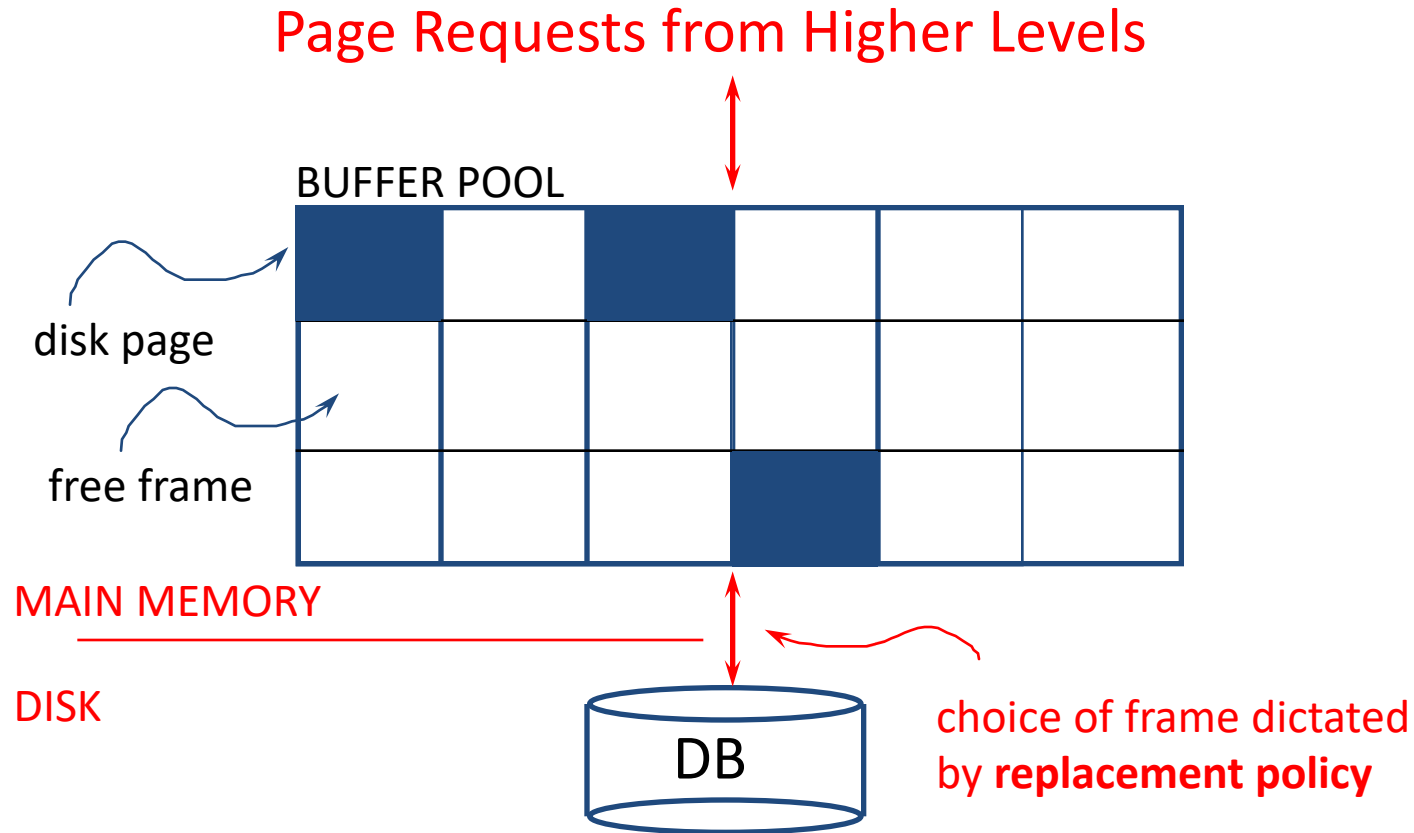 Page Requests from Higher Levels
BUFFER POOL
disk page
free frame
MAIN MEMORY
DISK
DB
choice of frame dictated
by replacement policy